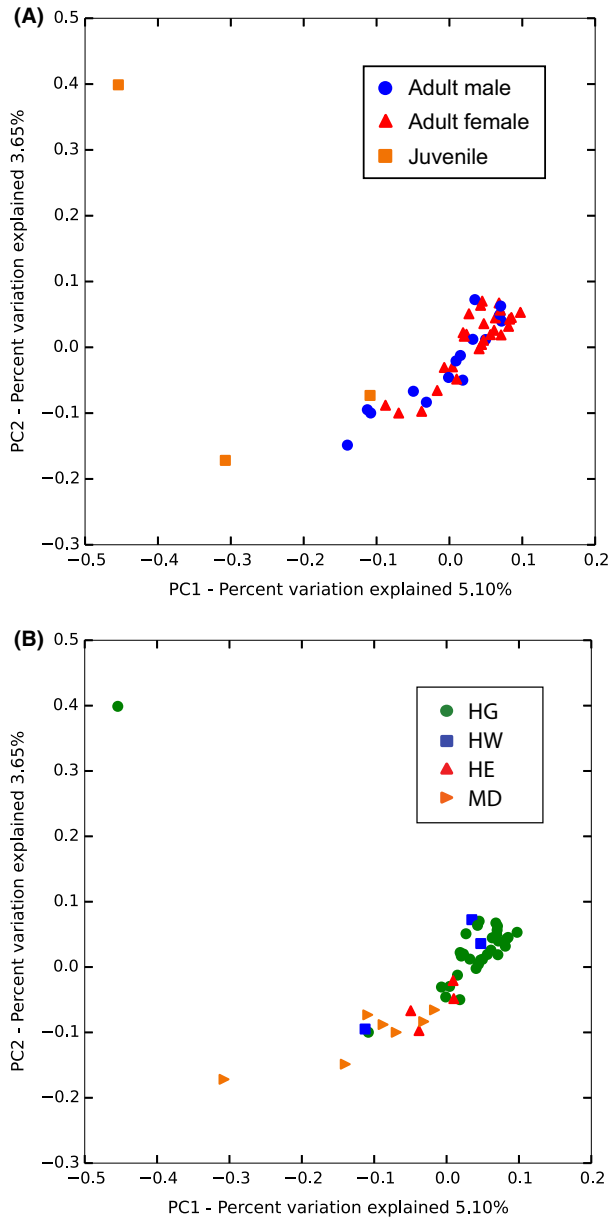 (A)
0.5
0.4
0.3
0.2
0.1
0.0
−0.1
−0.2
−0.3
PC2 - Percent variation explained 3.65%
Adult male
Adult female
Juvenile
−0.5 −0.4 −0.3 −0.2 −0.1 0.0 0.1 0.2
PC1 - Percent variation explained 5.10%
(B)
0.5
0.4
0.3
0.2
0.1
0.0
−0.1
−0.2
−0.3
PC2 - Percent variation explained 3.65%
HG
HW
HE
MD
−0.5 −0.4 −0.3 −0.2 −0.1 0.0 0.1 0.2
PC1 - Percent variation explained 5.10%